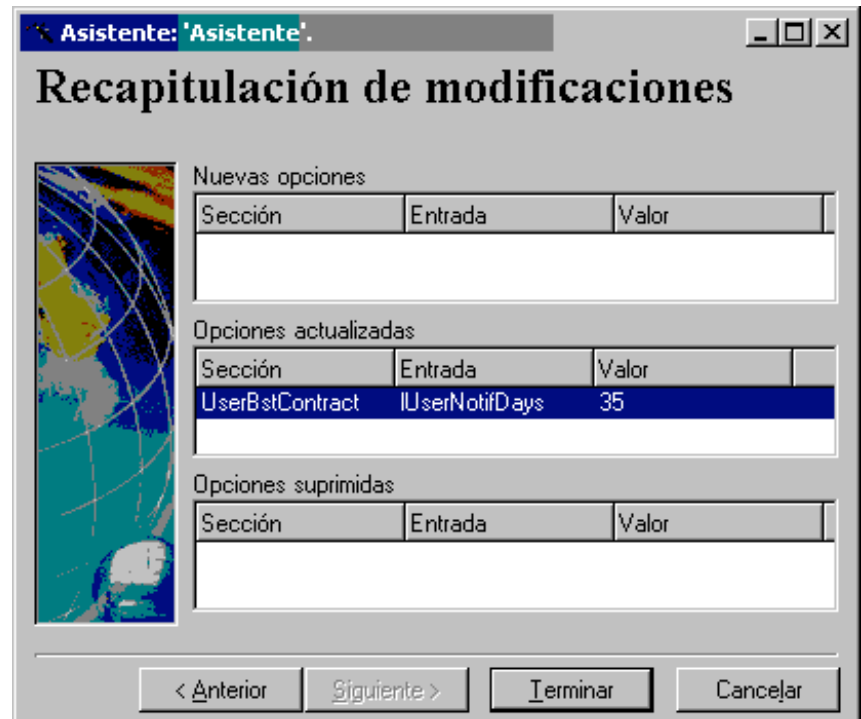 Asistente: 'Asistente'.
Recapitulación de modificaciones
Nuevas opciones
Sección Entrada Valor
Opciones actualizadas
Sección Entrada Valor
UserBstContract lUserNotifDays 35
Opciones suprimidas
Sección Entrada Valor
< Anterior Siguiente > Terminar Cancelar